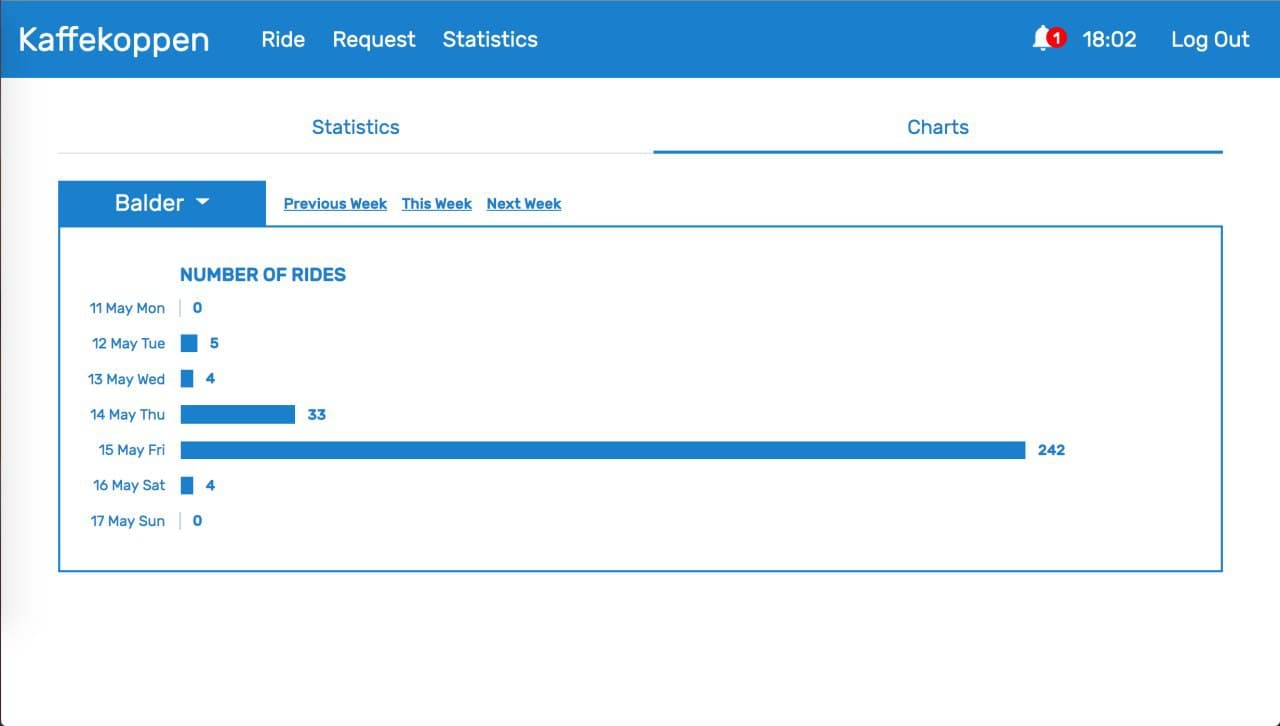 Kaffekoppen Ride Request Statistics 1 18:02 Log Out
Statistics Charts
Balder Previous Week This Week Next Week
NUMBER OF RIDES
11 May Mon 0
12 May Tue 5
13 May Wed 4
14 May Thu 33
15 May Fri 242
16 May Sat 4
17 May Sun 0